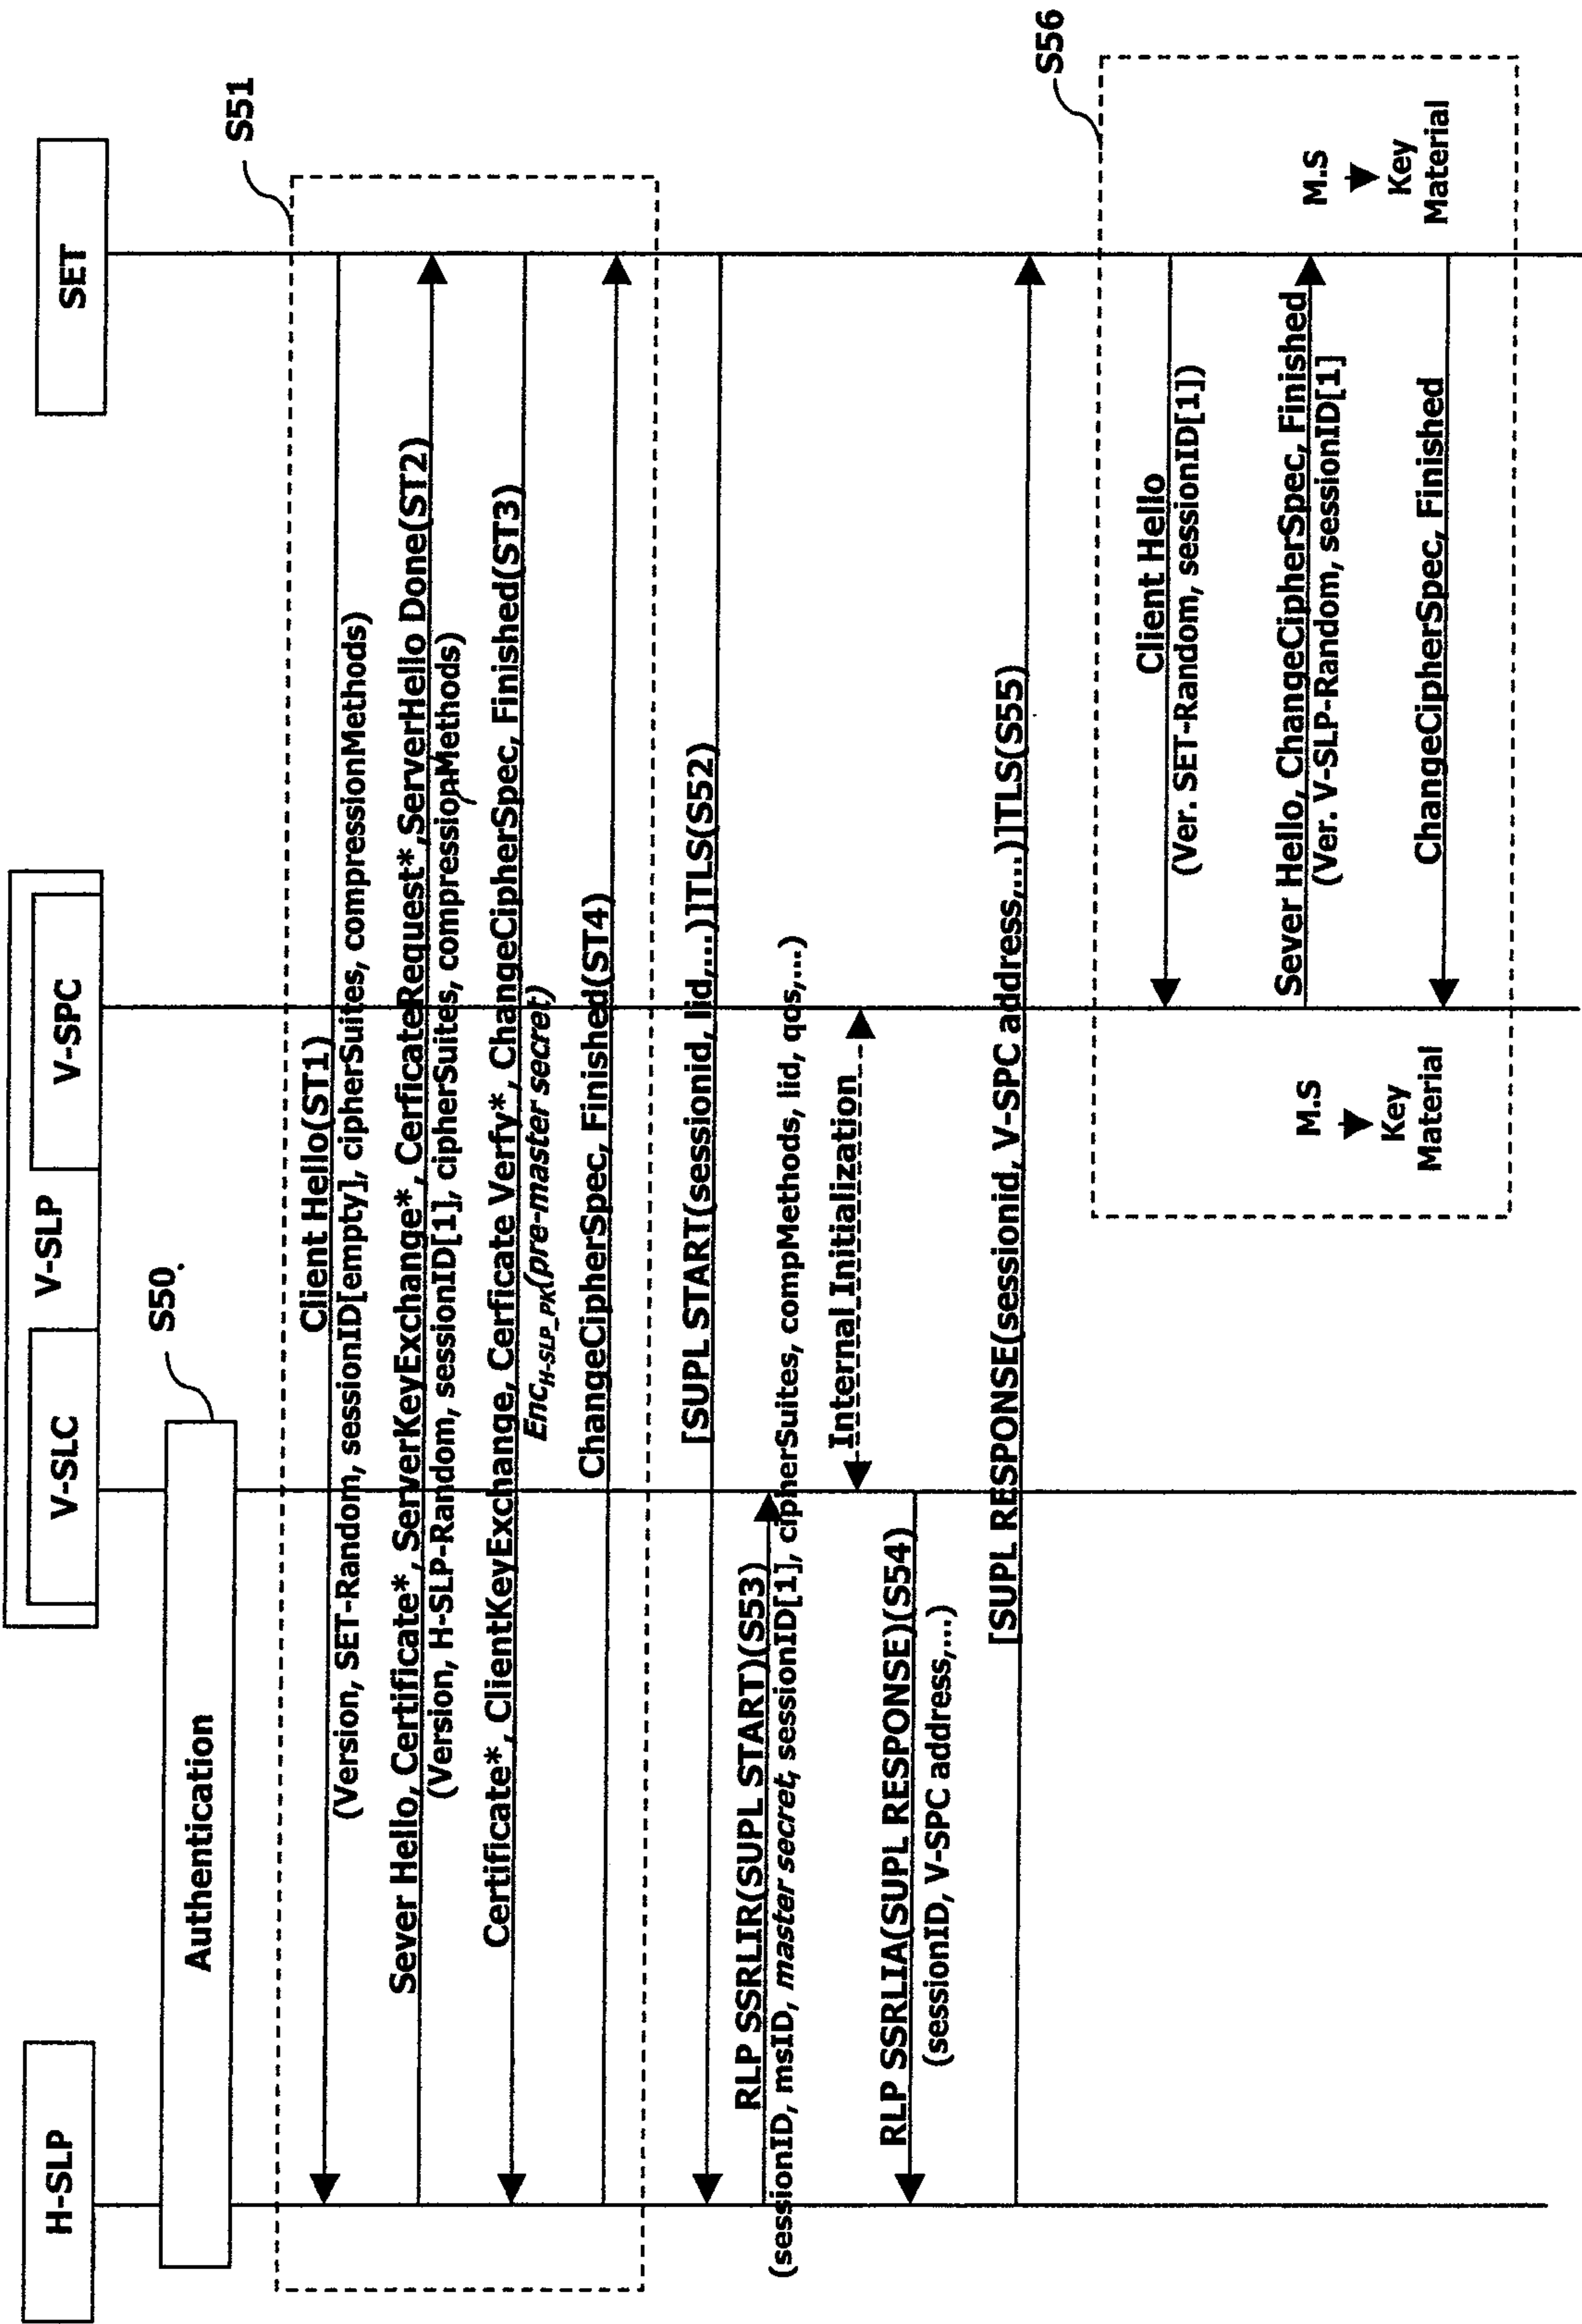 H-SLP
V-SLC
V-SLP
V-SPC
SET
S50
Authentication
S51
Client Hello(ST1)
(Version, SET-Random, sessionID[empty], cipherSuites, compressionMethods)
Sever Hello, Certificate*, ServerKeyExchange*, CerficateRequest*,ServerHello Done(ST2)
(Version, H-SLP-Random, sessionID[1], cipherSuites, compressionMethods)
Certificate*, ClientKeyExchange, Cerficate Verfy*, ChangeCipherSpec, Finished(ST3)
EncH-SLP_PK(pre-master secret)
ChangeCipherSpec, Finished(ST4)
[SUPL START(sessionid, lid,...)]TLS(S52)
RLP SSRLIR(SUPL START)(S53)
(sessionID, msID, master secret, sessionID[1], cipherSuites, compMethods, lid, qos,...)
Internal Initialization
RLP SSRLIA(SUPL RESPONSE)(S54)
(sessionID, V-SPC address,...)
[SUPL RESPONSE(sessionid, V-SPC address,...)]TLS(S55)
S56
Client Hello
(Ver. SET-Random, sessionID[1])
Sever Hello, ChangeCipherSpec, Finished
(Ver. V-SLP-Random, sessionID[1]
ChangeCipherSpec, Finished
M.S
Key
Material
M.S
Key
Material